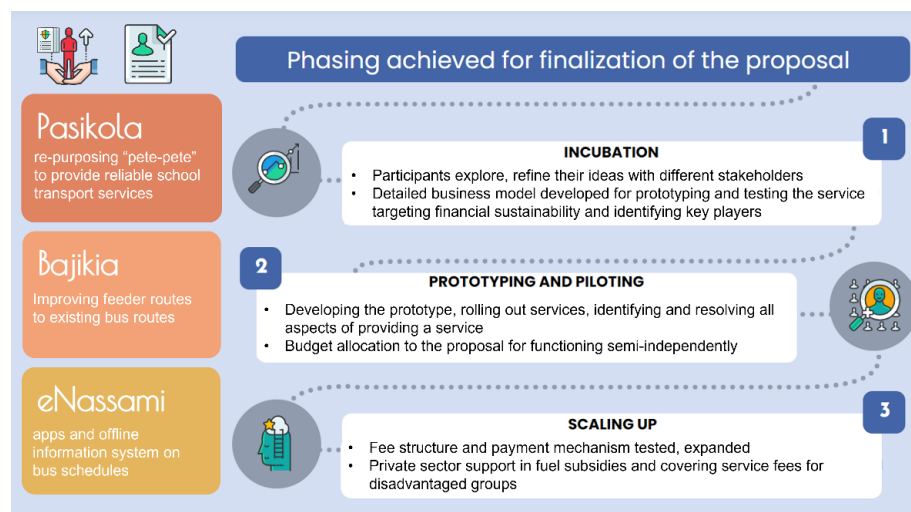 Phasing achieved for finalization of the proposal
Pasikola
re-purposing “pete-pete”
to provide reliable school
transport services
Bajikia
Improving feeder routes
to existing bus routes
eNassami
apps and offline
information system on
bus schedules
1
INCUBATION
• Participants explore, refine their ideas with different stakeholders
• Detailed business model developed for prototyping and testing the service
targeting financial sustainability and identifying key players
2
PROTOTYPING AND PILOTING
• Developing the prototype, rolling out services, identifying and resolving all
aspects of providing a service
• Budget allocation to the proposal for functioning semi-independently
3
SCALING UP
• Fee structure and payment mechanism tested, expanded
• Private sector support in fuel subsidies and covering service fees for
disadvantaged groups